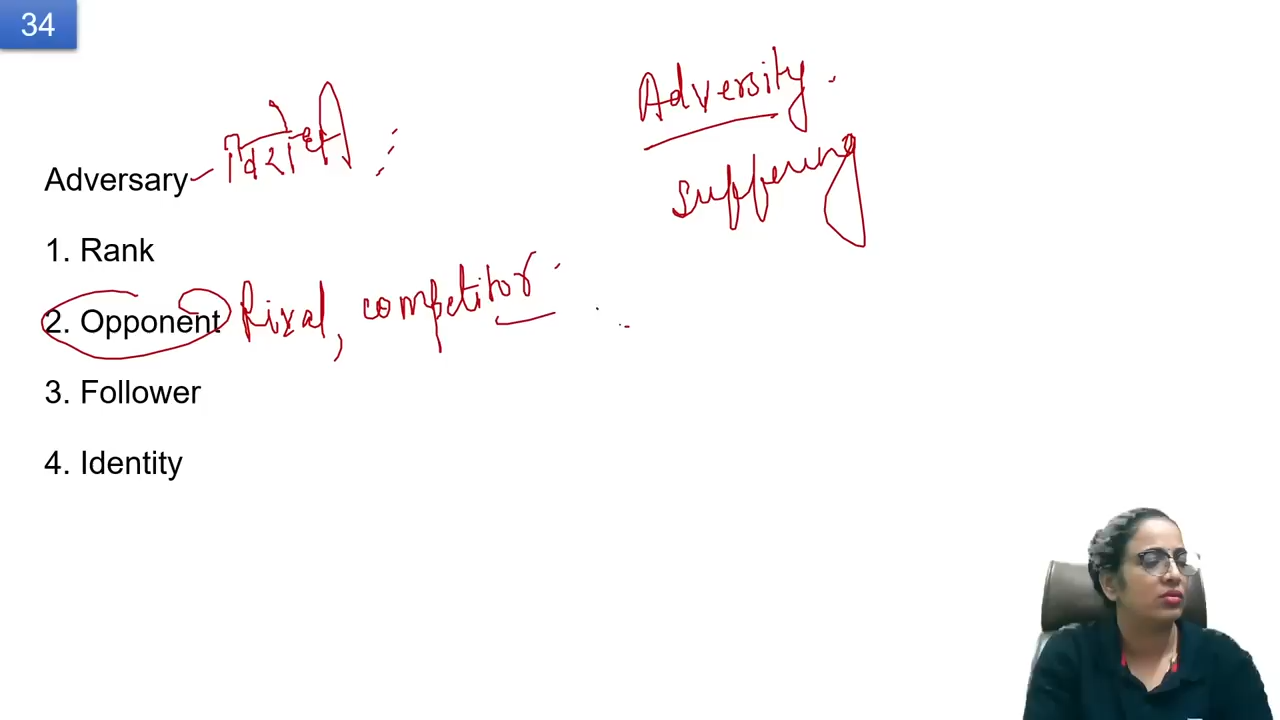 34
Adversity.
suffering
Adversary विरोधी
1. Rank
2. Opponent Rival, competitor
3. Follower
4. Identity